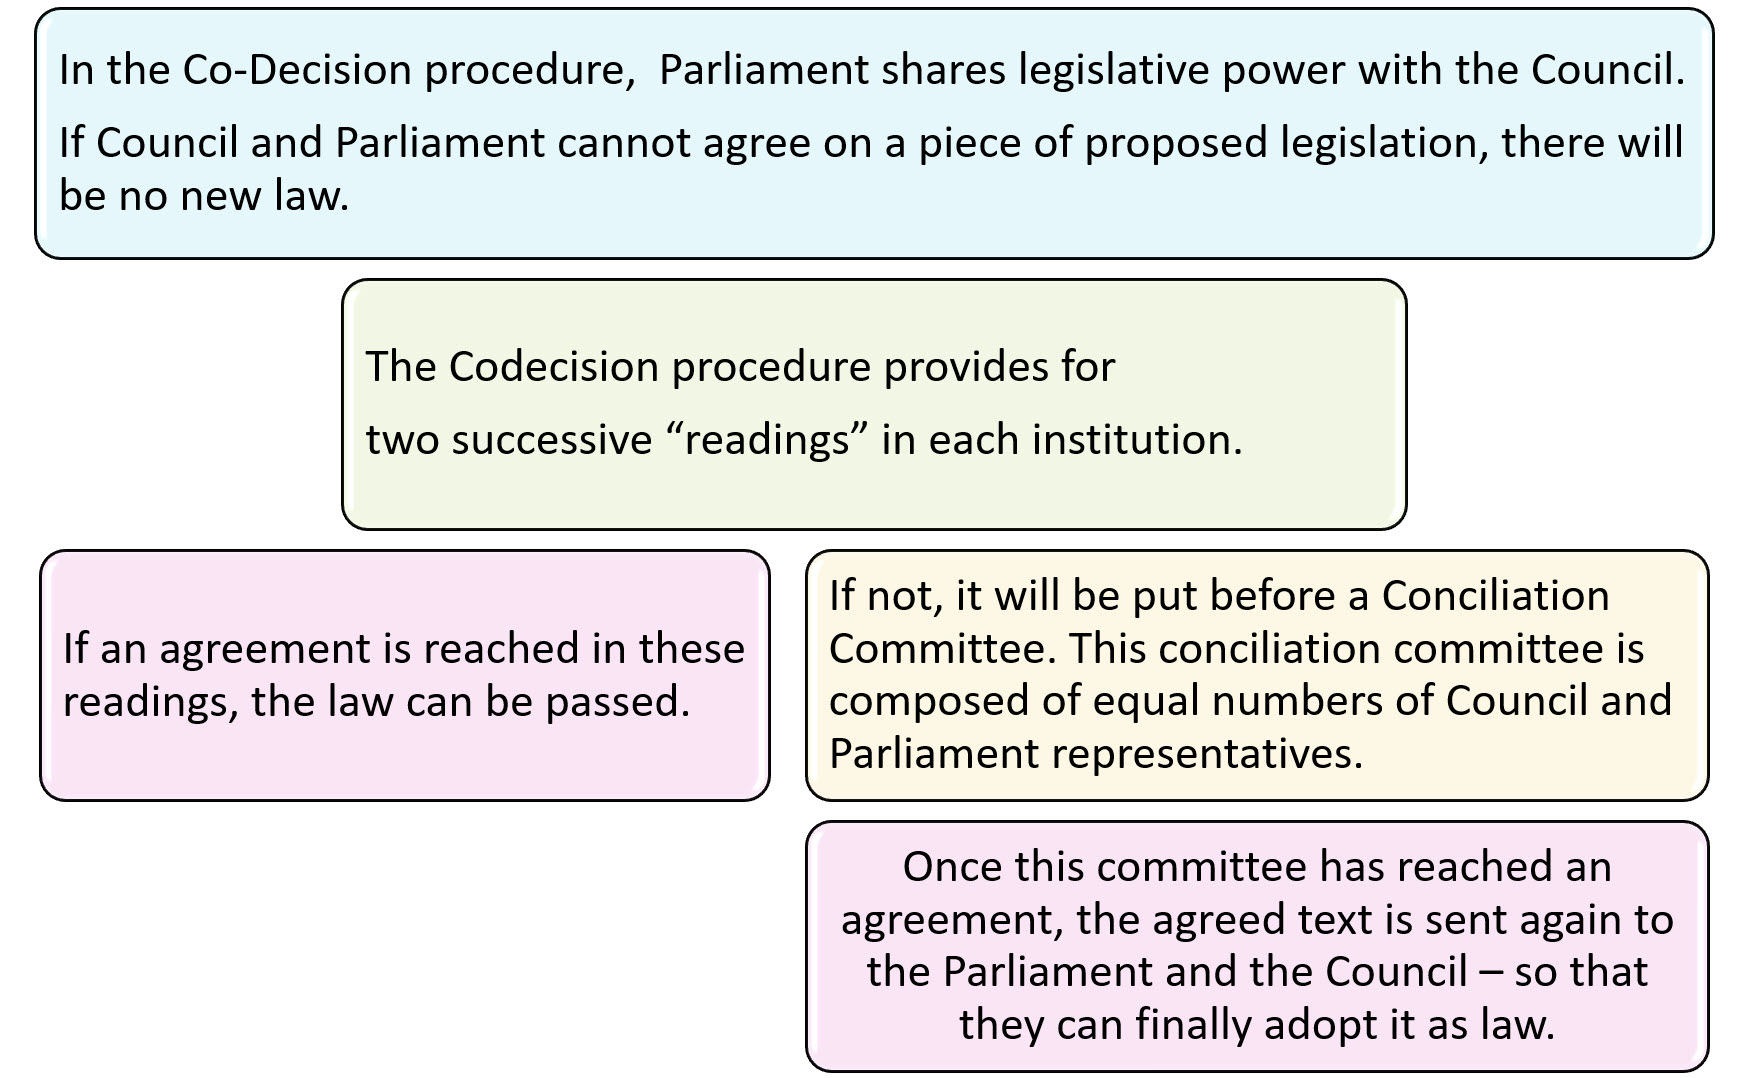 In the Co-Decision procedure,  Parliament shares legislative power with the Council.
If Council and Parliament cannot agree on a piece of proposed legislation, there will
be no new law.
The Codecision procedure provides for
two successive “readings” in each institution.
If an agreement is reached in these
readings, the law can be passed.
If not, it will be put before a Conciliation
Committee. This conciliation committee is
composed of equal numbers of Council and
Parliament representatives.
Once this committee has reached an
agreement, the agreed text is sent again to
the Parliament and the Council – so that
they can finally adopt it as law.